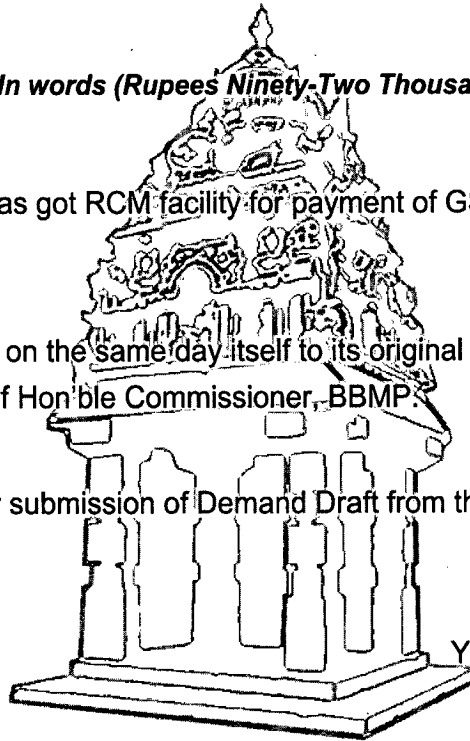 In words (Rupees Ninety-Two Thousa
as got RCM facility for payment of G
on the same day itself to its original
f Hon'ble Commissioner, BBMP.
submission of Demand Draft from th
Y